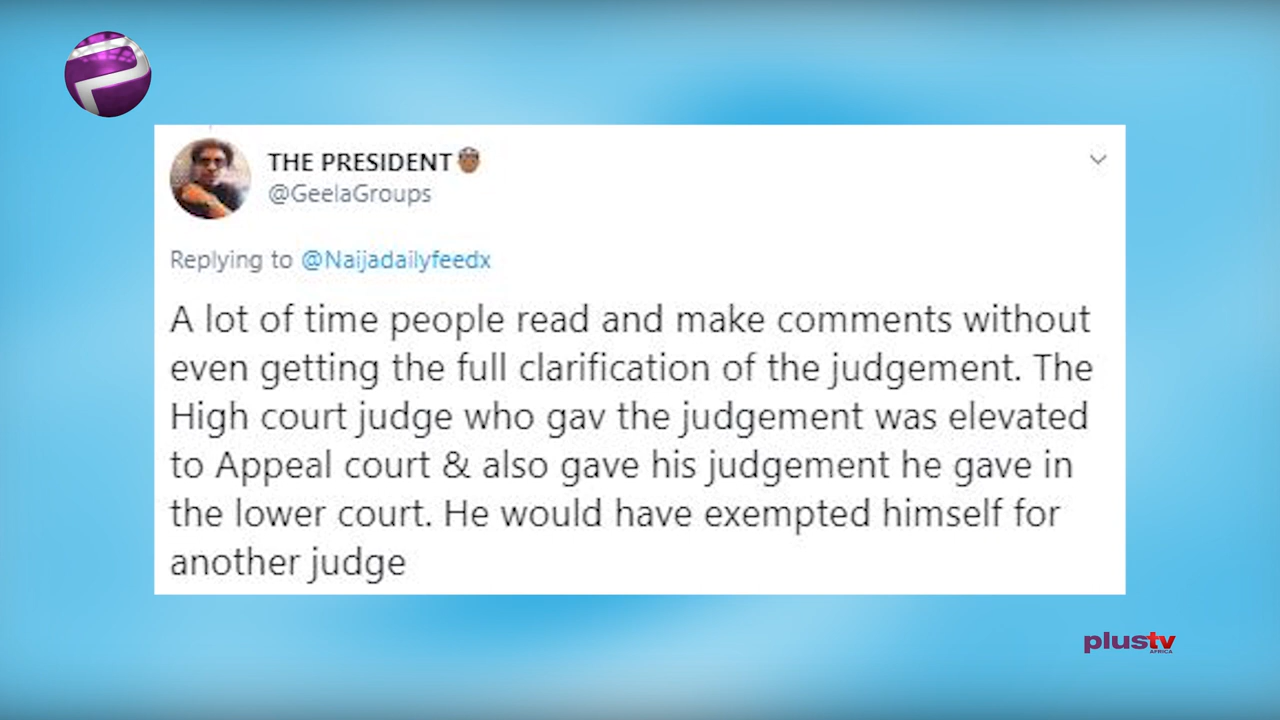 THE PRESIDENT
@GeelaGroups
Replying to @Naijadailyfeedx
A lot of time people read and make comments without
even getting the full clarification of the judgement. The
High court judge who gav the judgement was elevated
to Appeal court & also gave his judgement he gave in
the lower court. He would have exempted himself for
another judge
plustv
AFRICA